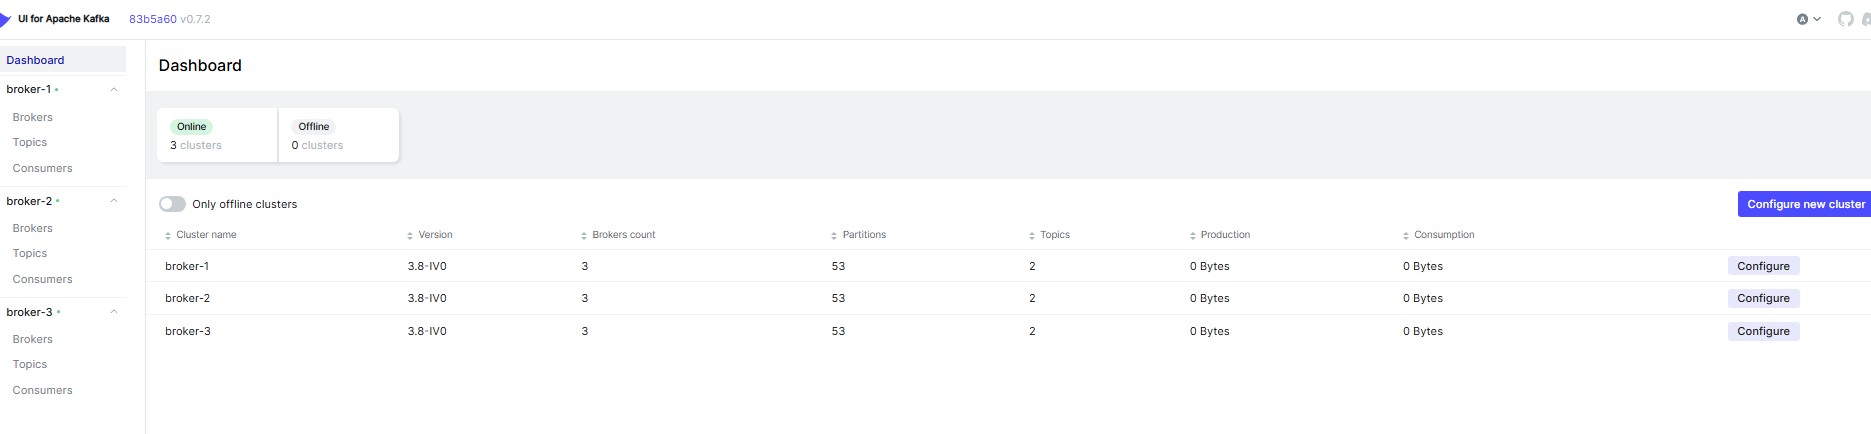 UI for Apache Kafka 83b5a60 v0.7.2 A
Dashboard
broker-1
Brokers
Topics
Consumers
broker-2
Brokers
Topics
Consumers
broker-3
Brokers
Topics
Consumers
Dashboard
Online Offline
3 clusters 0 clusters
Only offline clusters Configure new cluster
Cluster name Version Brokers count Partitions Topics Production Consumption
broker-1 3.8-IV0 3 53 2 0 Bytes 0 Bytes Configure
broker-2 3.8-IV0 3 53 2 0 Bytes 0 Bytes Configure
broker-3 3.8-IV0 3 53 2 0 Bytes 0 Bytes Configure